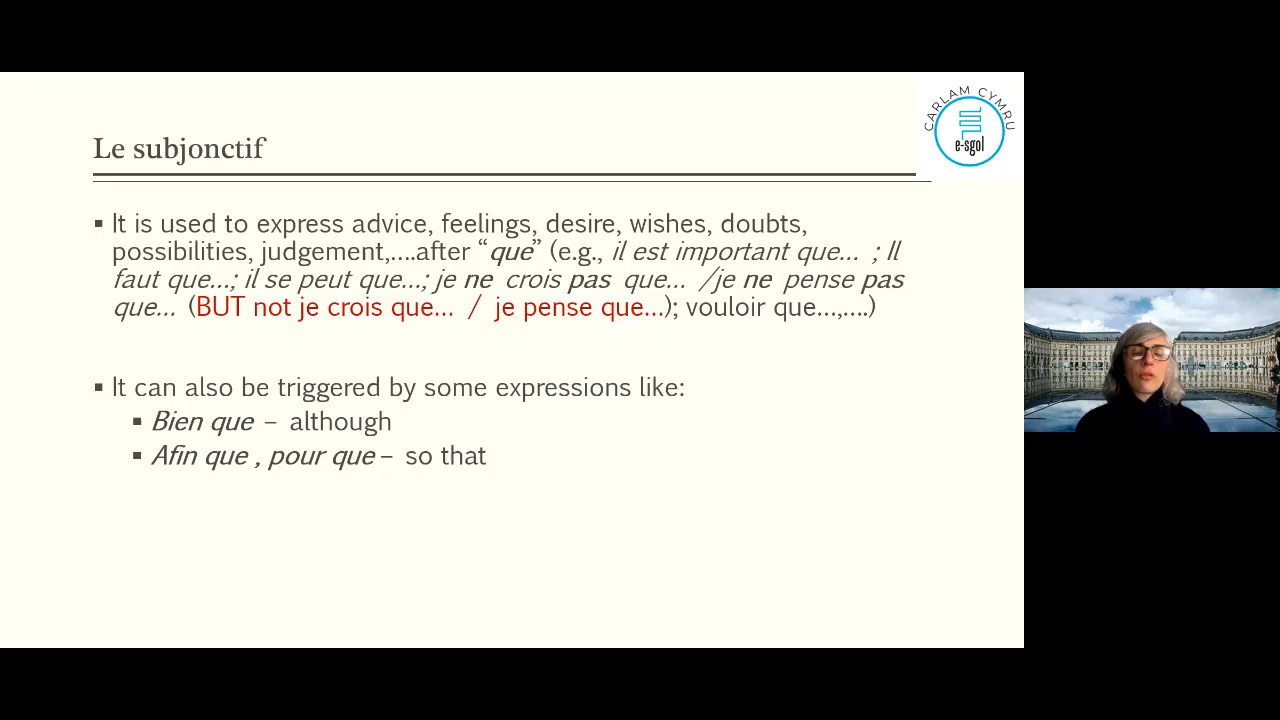 Le subjonctif
CARLAM CYMRU
e-sgol
▪ It is used to express advice, feelings, desire, wishes, doubts,
possibilities, judgement,....after “que” (e.g., il est important que... ; Il
faut que...; il se peut que...; je ne crois pas que... /je ne pense pas
que... (BUT not je crois que... / je pense que...); vouloir que...,....)
▪ It can also be triggered by some expressions like:
▪ Bien que – although
▪ Afin que , pour que – so that